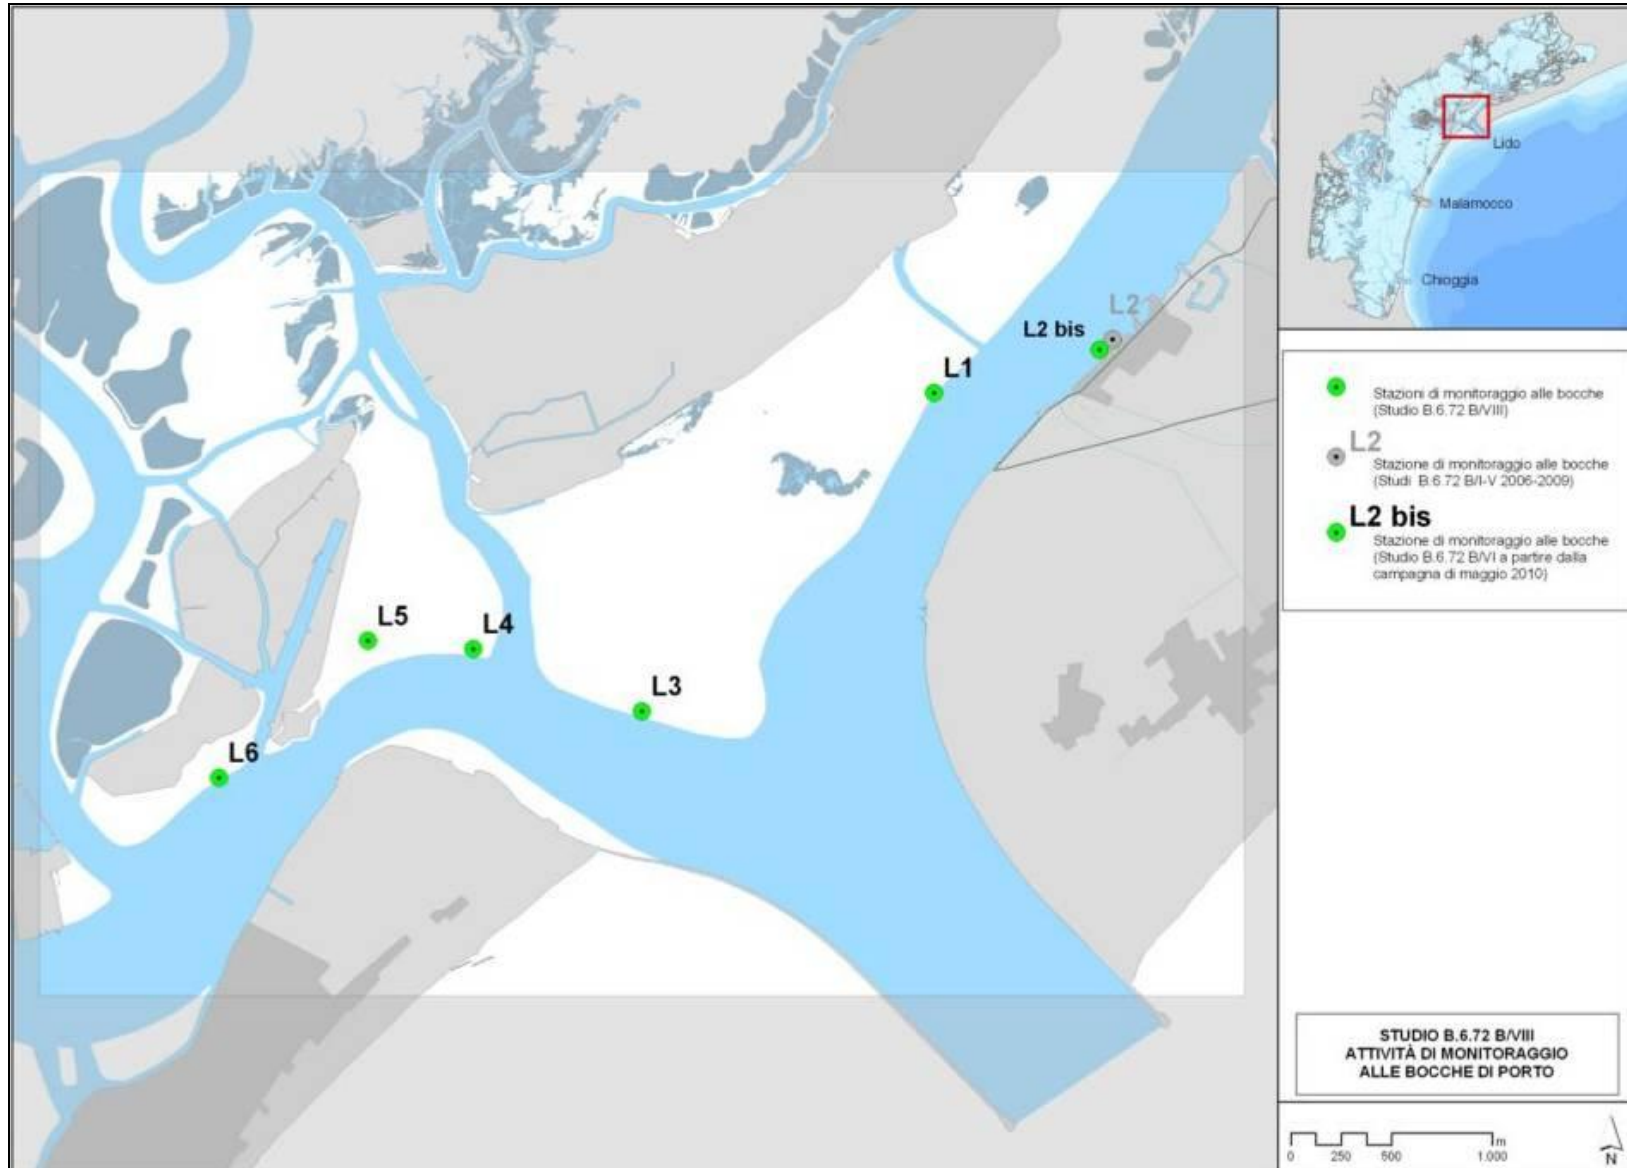 L2
L2 bis
L1
L5
L4
L3
L6
Lido
Malamocco
Chioggia
Stazioni di monitoraggio alle bocche
(Studio B.6.72 B/VIII)
L2
Stazione di monitoraggio alle bocche
(Studi B.6.72 B/I-V 2006-2009)
L2 bis
Stazione di monitoraggio alle bocche
(Studio B.6.72 B/VI a partire dalla
campagna di maggio 2010)
STUDIO B.6.72 B/VIII
ATTIVITÀ DI MONITORAGGIO
ALLE BOCCHE DI PORTO
m
0 250 500 1.000
N